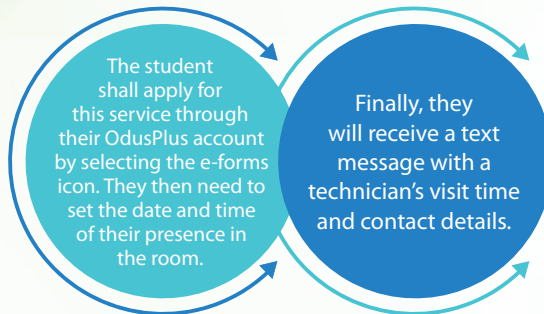 The student
shall apply for
this service through
their OdusPlus account
by selecting the e-forms
icon. They then need to
set the date and time
of their presence in
the room.
Finally, they
will receive a text
message with a
technician’s visit time
and contact details.